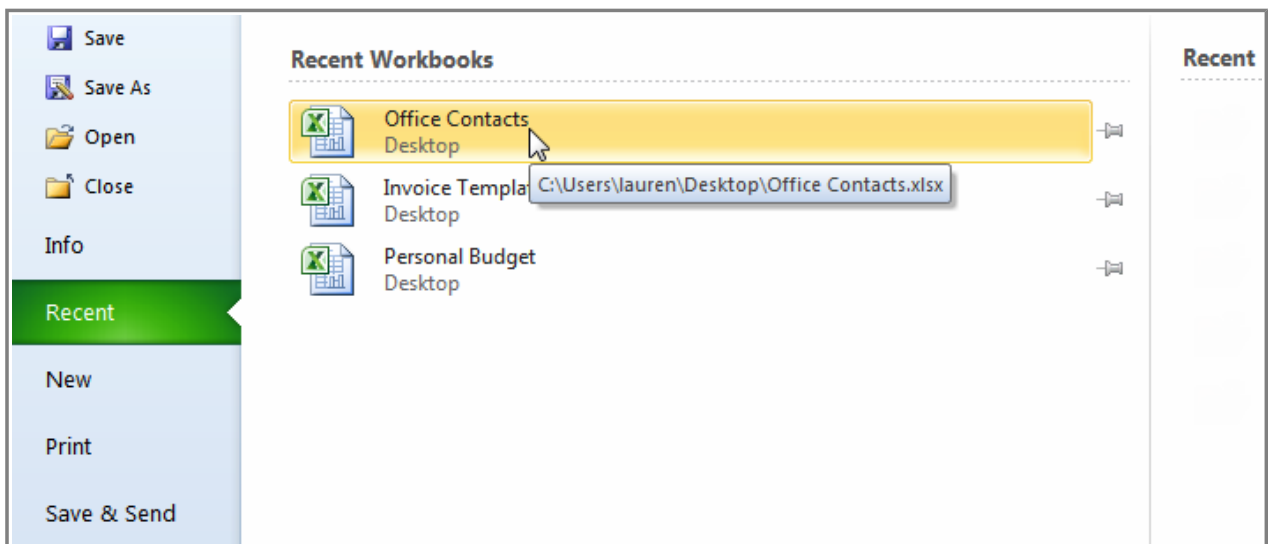 Save
Save As
Open
Close
Info
Recent
New
Print
Save & Send
Recent Workbooks
Office Contacts
Desktop
C:\Users\lauren\Desktop\Office Contacts.xlsx
Invoice Templa
Desktop
Personal Budget
Desktop
Recent